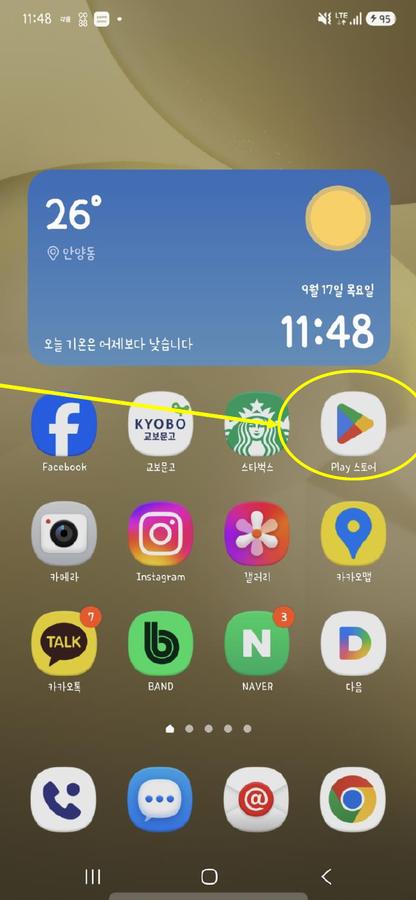 11:48 LTE 95
26°
안양동
9월 17일 목요일
11:48
오늘 기온은 어제보다 낮습니다
KYOBO
교보문고
Facebook 교보문고 스타벅스 Play 스토어
카메라 Instagram 갤러리 카카오맵
7 3
TALK b N D
카카오톡 BAND NAVER 다음